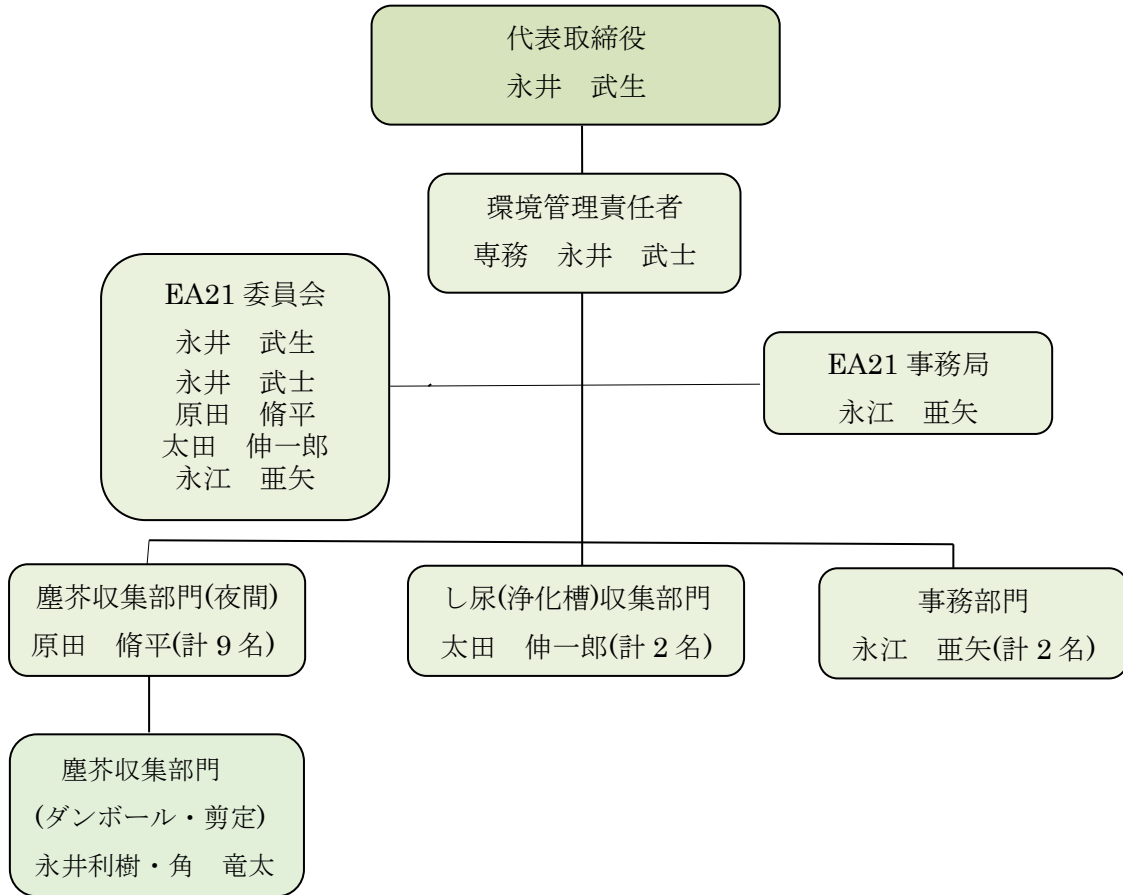 代表取締役
永井　武生
環境管理責任者
専務　永井　武士
EA21 委員会
永井　武生
永井　武士
原田　脩平
太田　伸一郎
永江　亜矢
EA21 事務局
永江　亜矢
塵芥収集部門(夜間)
原田　脩平(計 9 名)
し尿(浄化槽)収集部門
太田　伸一郎(計 2 名)
事務部門
永江　亜矢(計 2 名)
塵芥収集部門
(ダンボール・剪定)
永井利樹・角　竜太